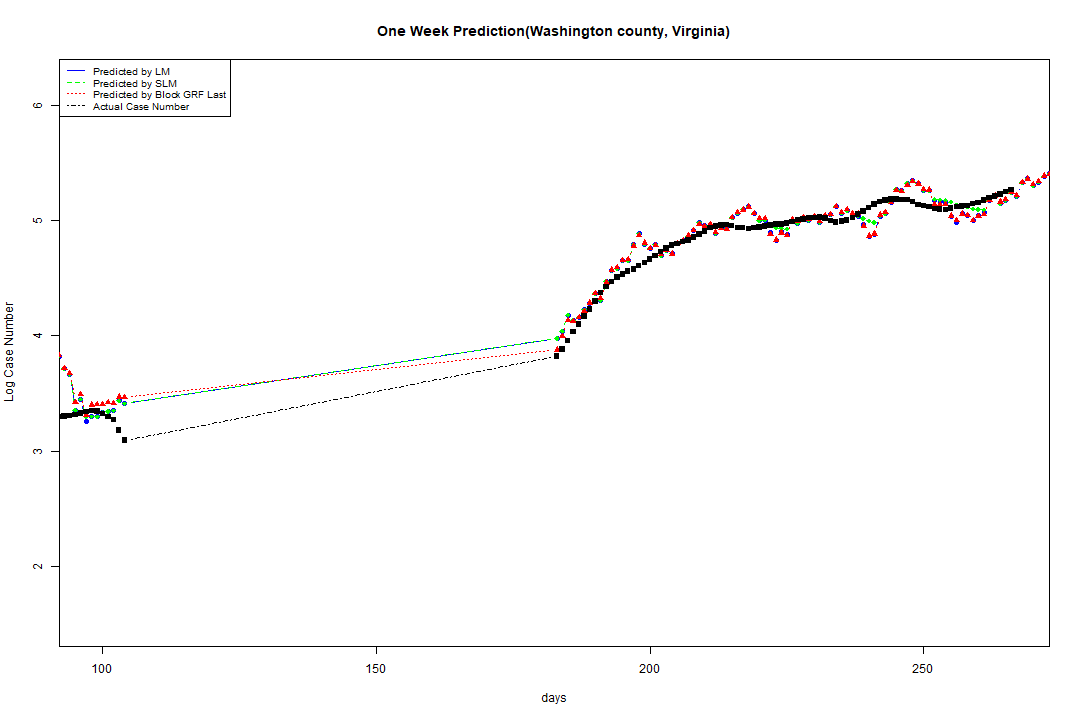 One Week Prediction(Washington county, Virginia)
Predicted by LM
Predicted by SLM
Predicted by Block GRF Last
Actual Case Number
6
5
4
3
2
Log Case Number
100
150
200
250
days